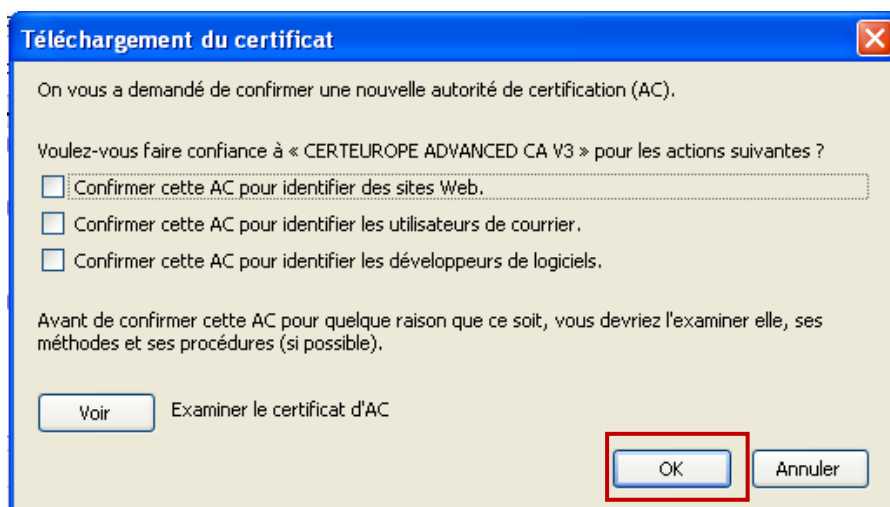 Téléchargement du certificat
On vous a demandé de confirmer une nouvelle autorité de certification (AC).
Voulez-vous faire confiance à « CERTEUROPE ADVANCED CA V3 » pour les actions suivantes ?
Confirmer cette AC pour identifier des sites Web.
Confirmer cette AC pour identifier les utilisateurs de courrier.
Confirmer cette AC pour identifier les développeurs de logiciels.
Avant de confirmer cette AC pour quelque raison que ce soit, vous devriez l'examiner elle, ses
méthodes et ses procédures (si possible).
Voir Examiner le certificat d'AC
OK Annuler